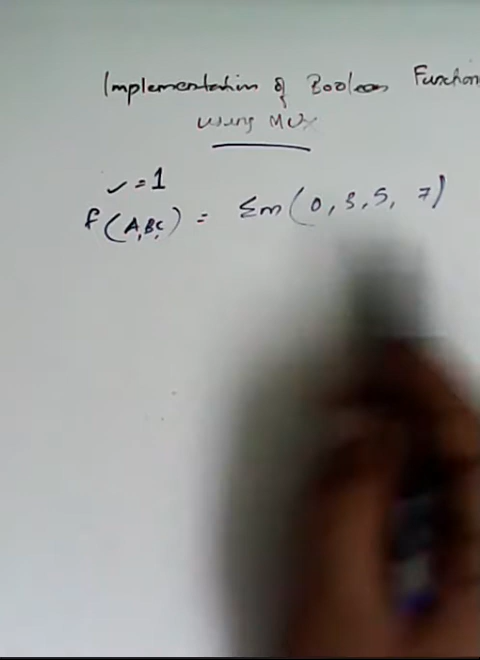 Implementation of Boolean Function
using MUX
✓ = 1
f(A,B,C) = Σm(0, 3, 5, 7)